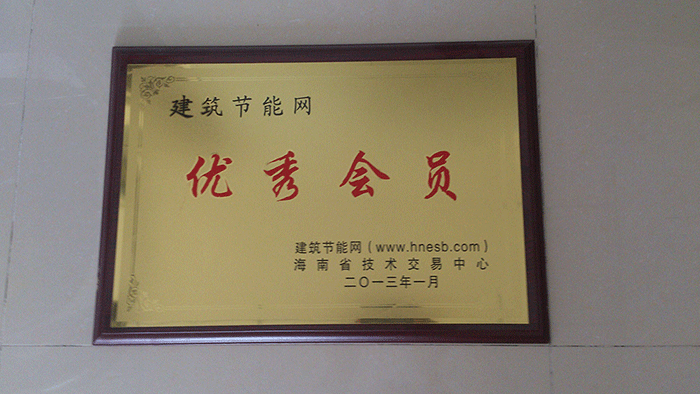 建筑节能网
优秀会员
建筑节能网(www.hnesb.com)
海南省技术交易中心
二〇一三年一月